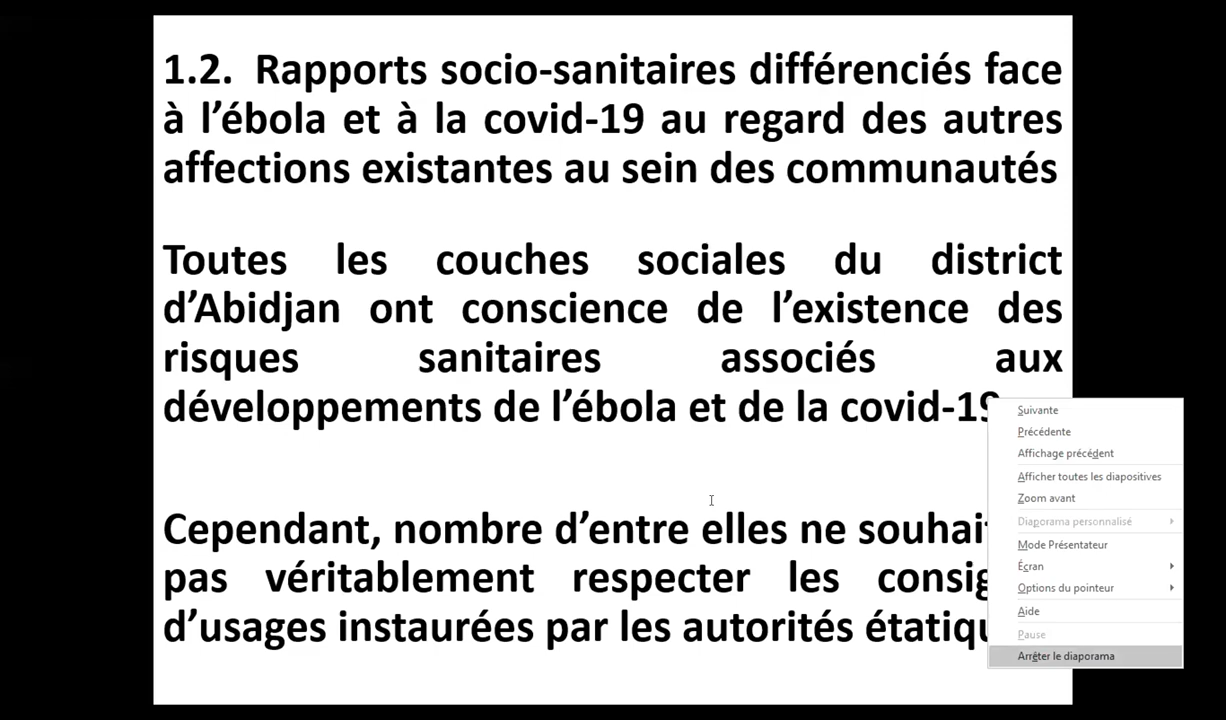 1.2. Rapports socio-sanitaires différenciés face
à l’ébola et à la covid-19 au regard des autres
affections existantes au sein des communautés
Toutes les couches sociales du district
d’Abidjan ont conscience de l’existence des
risques sanitaires associés aux
développements de l’ébola et de la covid-19
Cependant, nombre d’entre elles ne
pas véritablement respecter les
d’usages instaurées par les autorités
Suivante
Précédente
Affichage précédent
Afficher toutes les diapositives
Zoom avant
Diaporama personnalisé
Mode Présentateur
Écran
Options du pointeur
Aide
Pause
Arrêter le diaporama